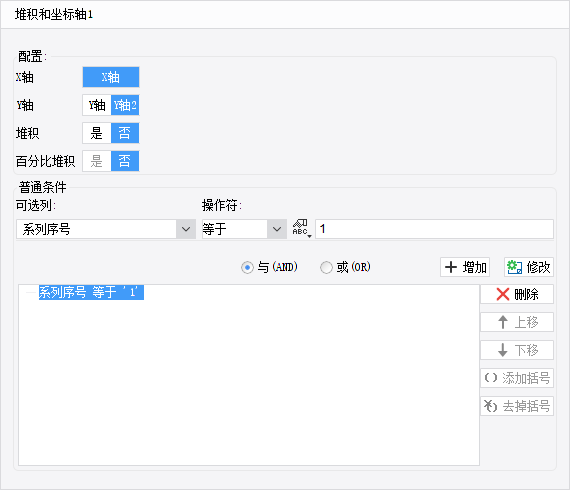 堆积和坐标轴1
配置:
X轴 X轴
Y轴 Y轴 Y轴2
堆积 是 否
百分比堆积 是 否
普通条件
可选列: 操作符:
系列序号 等于 ABC 1
与(AND) 或(OR) 增加 修改
系列序号 等于 '1'
删除
上移
下移
添加括号
去掉括号